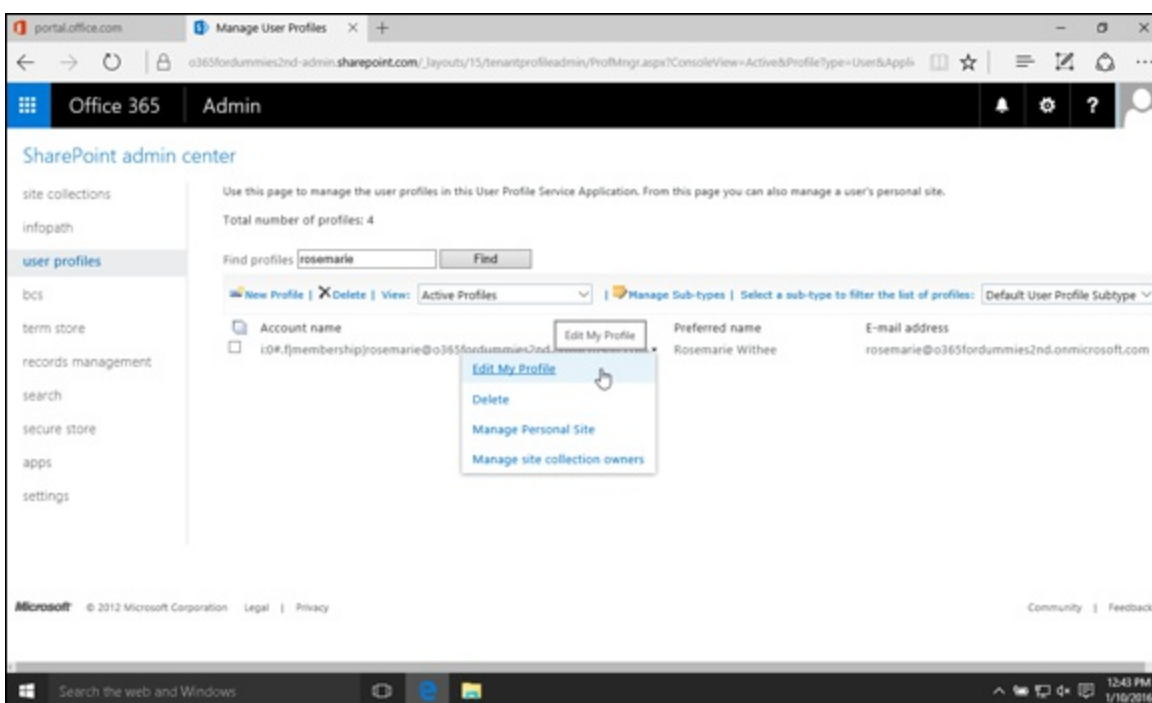 portal.office.com Manage User Profiles
o365fordummies2nd-admin.sharepoint.com/_layouts/15/tenantprofileadmin/ProfMngr.aspx?ConsoleView=Active&ProfileType=User&Appli
Office 365 Admin ?
SharePoint admin center
site collections
infopath
user profiles
bcs
term store
records management
search
secure store
apps
settings
Use this page to manage the user profiles in this User Profile Service Application. From this page you can also manage a user's personal site.
Total number of profiles: 4
Find profiles rosemarie Find
New Profile | Delete | View: Active Profiles | Manage Sub-types | Select a sub-type to filter the list of profiles: Default User Profile Subtype
Account name Preferred name E-mail address
Edit My Profile
i:0#.f|membership|rosemarie@o365fordummies2nd. Rosemarie Withee rosemarie@o365fordummies2nd.onmicrosoft.com
Edit My Profile
Delete
Manage Personal Site
Manage site collection owners
Microsoft © 2012 Microsoft Corporation Legal | Privacy Community | Feedback
Search the web and Windows 12:43 PM
1/10/2016